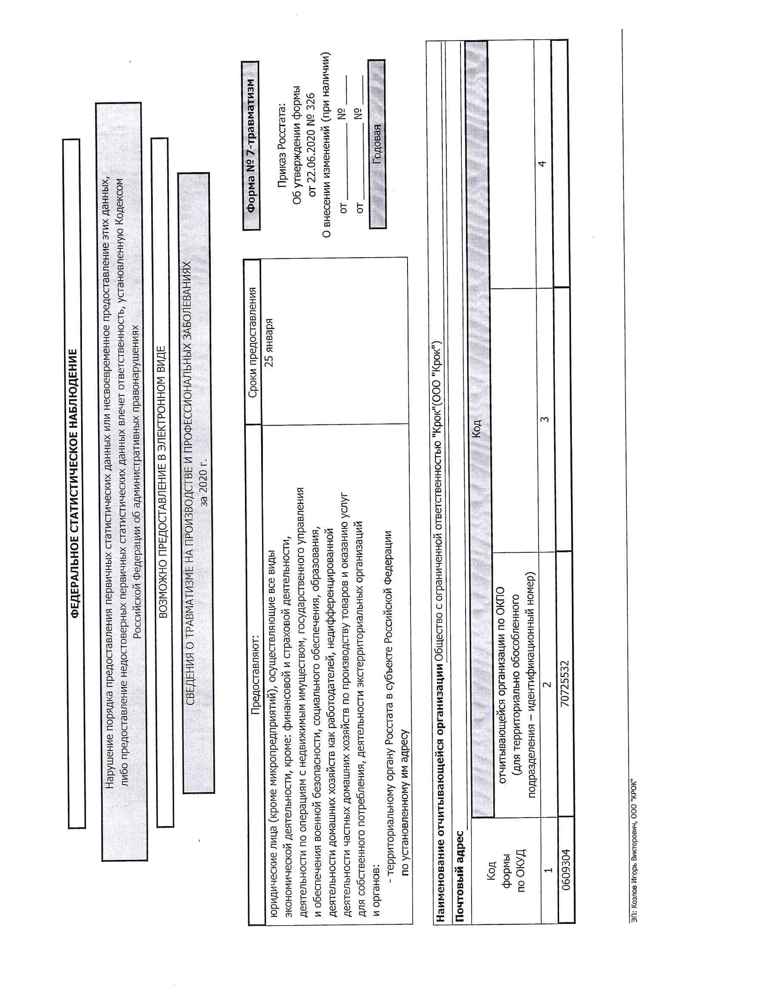 ФЕДЕРАЛЬНОЕ СТАТИСТИЧЕСКОЕ НАБЛЮДЕНИЕ
Нарушение порядка предоставления первичных статистических данных или несвоевременное предоставление этих данных,
либо предоставление недостоверных первичных статистических данных влечет ответственность, установленную Кодексом
Российской Федерации об административных правонарушениях
ВОЗМОЖНО ПРЕДОСТАВЛЕНИЕ В ЭЛЕКТРОННОМ ВИДЕ
СВЕДЕНИЯ О ТРАВМАТИЗМЕ НА ПРОИЗВОДСТВЕ И ПРОФЕССИОНАЛЬНЫХ ЗАБОЛЕВАНИЯХ
за 2020 г.
Предоставляют:
Сроки предоставления
юридические лица (кроме микропредприятий), осуществляющие все виды
экономической деятельности, кроме: финансовой и страховой деятельности,
деятельности по операциям с недвижимым имуществом, государственного управления
и обеспечения военной безопасности, социального обеспечения, образования,
деятельности домашних хозяйств как работодателей, недифференцированной
деятельности частных домашних хозяйств по производству товаров и оказанию услуг
для собственного потребления, деятельности экстерриториальных организаций
и органов:
- территориальному органу Росстата в субъекте Российской Федерации
по установленному им адресу
25 января
Форма № 7-травматизм
Приказ Росстата:
Об утверждении формы
от 22.06.2020 № 326
О внесении изменений (при наличии)
от ____________ № _____
от ____________ № _____
Годовая
Наименование отчитывающейся организации Общество с ограниченной ответственностью "Крок"(ООО "Крок")
Почтовый адрес
Код
формы
по ОКУД
Код
отчитывающейся организации по ОКПО
(для территориально обособленного
подразделения – идентификационный номер)
1 2 3 4
0609304 70725532
ЭП: Козлов Игорь Викторович, ООО "КРОК"